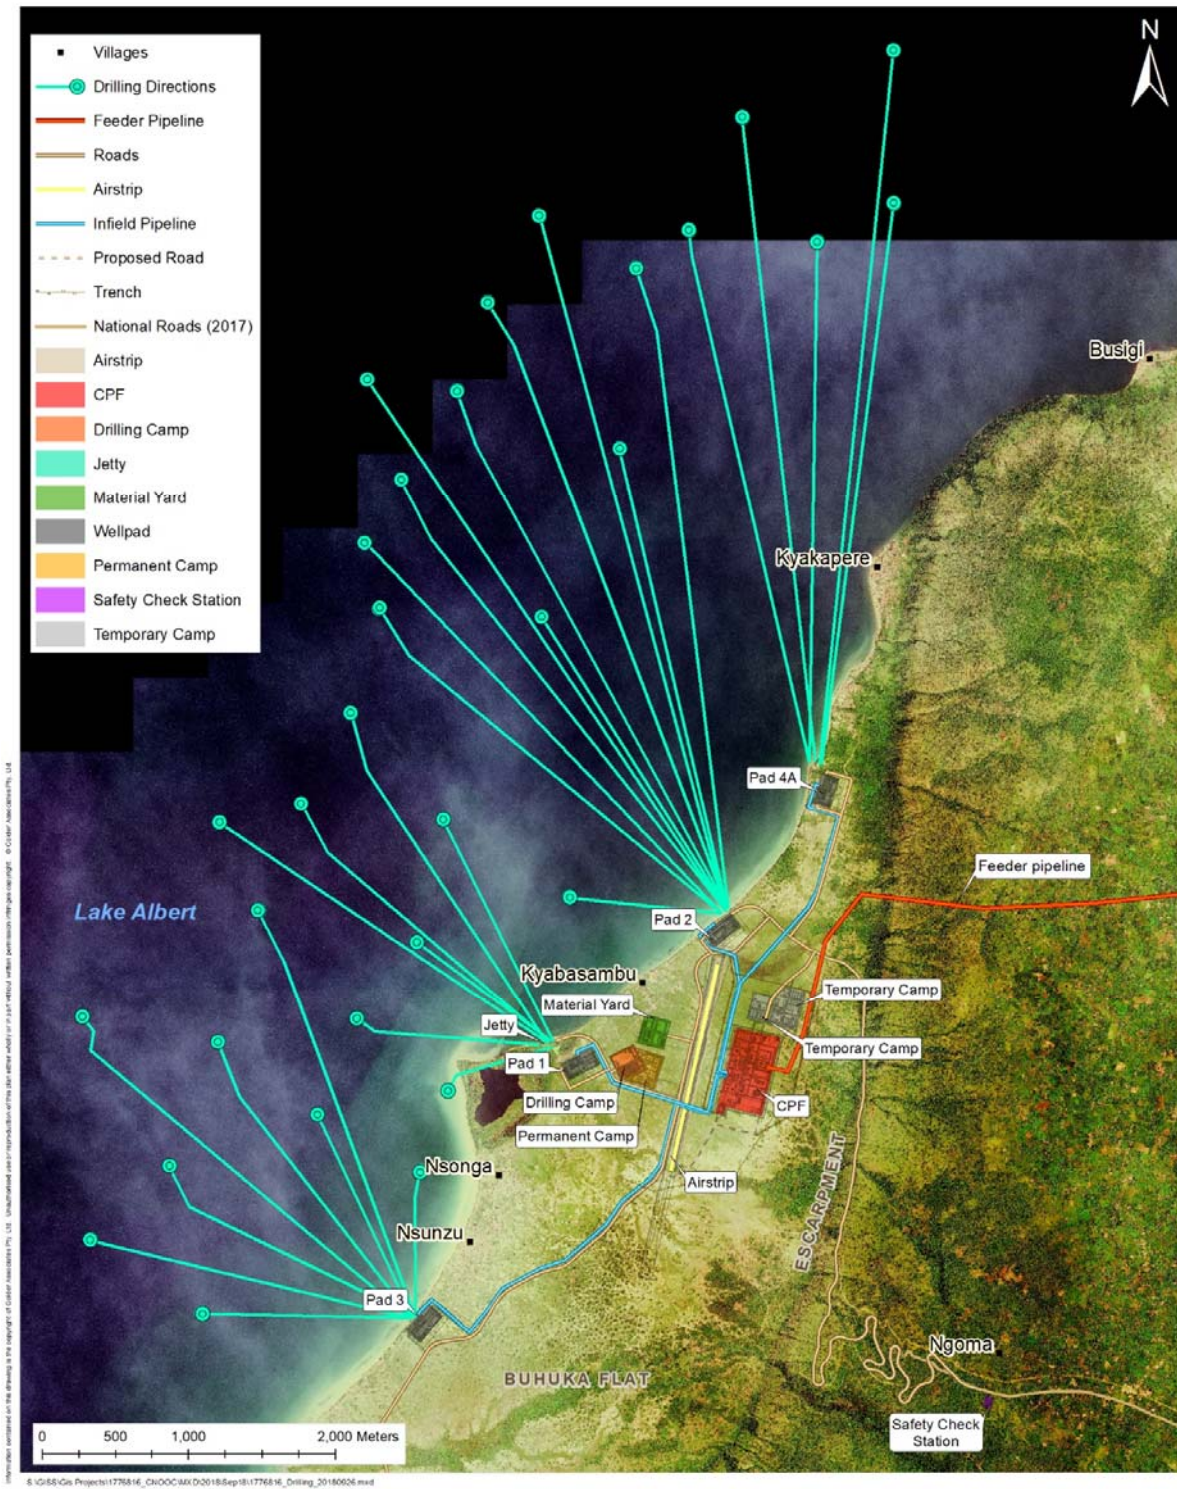 N
Villages
Drilling Directions
Feeder Pipeline
Roads
Airstrip
Infield Pipeline
Proposed Road
Trench
National Roads (2017)
Airstrip
CPF
Drilling Camp
Jetty
Material Yard
Wellpad
Permanent Camp
Safety Check Station
Temporary Camp
Busigi
Kyakapere
Pad 4A
Feeder pipeline
Lake Albert
Pad 2
Kyabasambu
Temporary Camp
Material Yard
Jetty
Temporary Camp
Pad 1
Drilling Camp
CPF
Permanent Camp
Nsonga
Airstrip
ESCARPMENT
Nsunzu
Pad 3
Ngoma
BUHUKA FLAT
Safety Check
Station
0 500 1,000 2,000 Meters